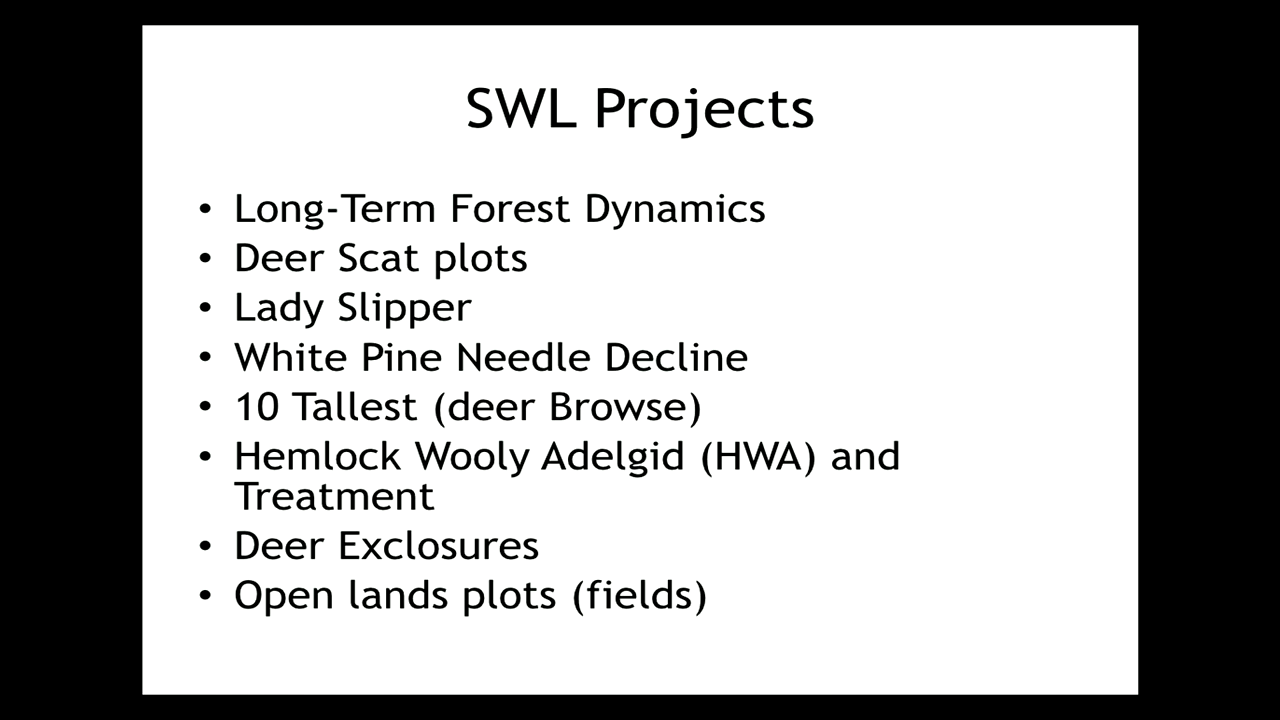 SWL Projects
• Long-Term Forest Dynamics
• Deer Scat plots
• Lady Slipper
• White Pine Needle Decline
• 10 Tallest (deer Browse)
• Hemlock Wooly Adelgid (HWA) and
Treatment
• Deer Exclosures
• Open lands plots (fields)